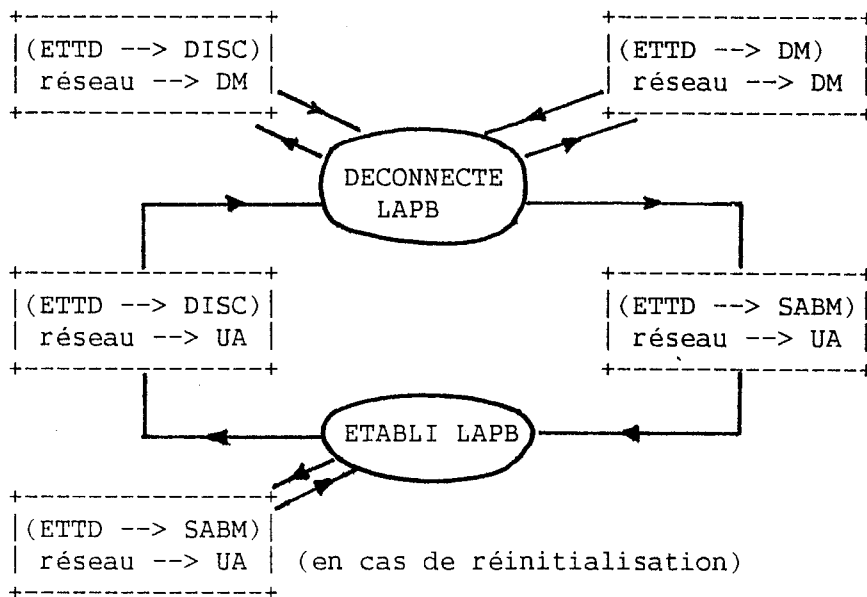 (ETTD --> DISC)
réseau --> DM
(ETTD --> DM)
réseau --> DM
DECONNECTE
LAPB
(ETTD --> DISC)
réseau --> UA
(ETTD --> SABM)
réseau --> UA
ETABLI LAPB
(ETTD --> SABM)
réseau --> UA
(en cas de réinitialisation)